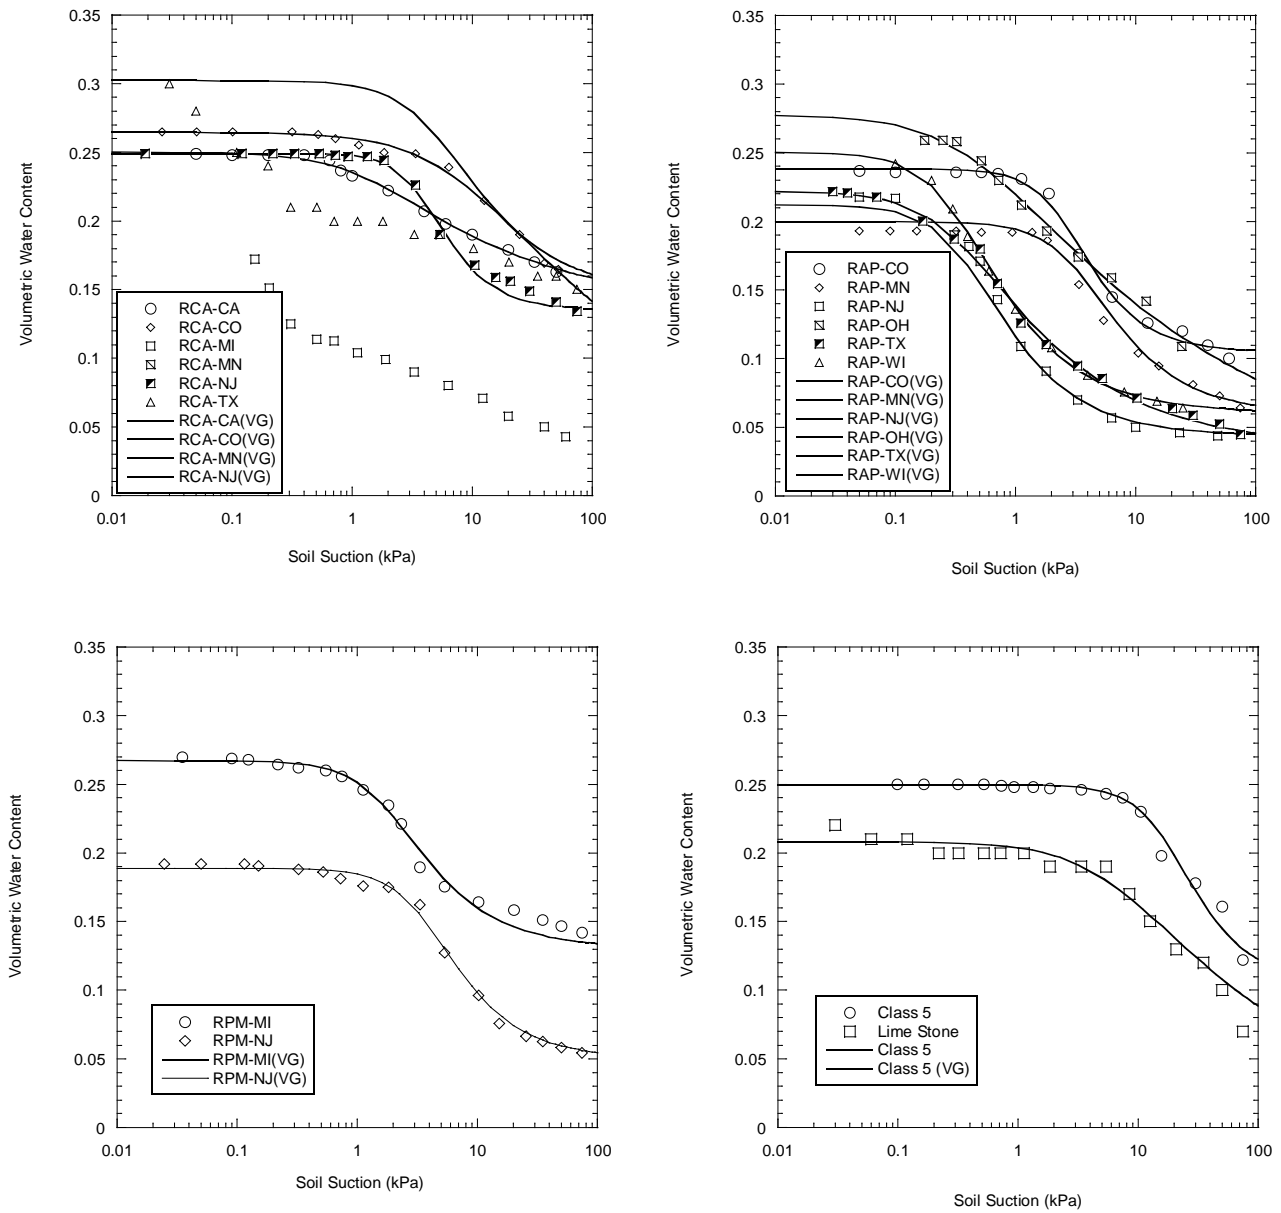 0.35
0.3
0.25
0.2
0.15
0.1
0.05
0
Volumetric Water Content
RCA-CA
RCA-CO
RCA-MI
RCA-MN
RCA-NJ
RCA-TX
RCA-CA(VG)
RCA-CO(VG)
RCA-MN(VG)
RCA-NJ(VG)
0.01 0.1 1 10 100
Soil Suction (kPa)
0.35
0.3
0.25
0.2
0.15
0.1
0.05
0
Volumetric Water Content
RAP-CO
RAP-MN
RAP-NJ
RAP-OH
RAP-TX
RAP-WI
RAP-CO(VG)
RAP-MN(VG)
RAP-NJ(VG)
RAP-OH(VG)
RAP-TX(VG)
RAP-WI(VG)
0.01 0.1 1 10 100
Soil Suction (kPa)
0.35
0.3
0.25
0.2
0.15
0.1
0.05
0
Volumetric Water Content
RPM-MI
RPM-NJ
RPM-MI(VG)
RPM-NJ(VG)
0.01 0.1 1 10 100
Soil Suction (kPa)
0.35
0.3
0.25
0.2
0.15
0.1
0.05
0
Volumetric Water Content
Class 5
Lime Stone
Class 5
Class 5 (VG)
0.01 0.1 1 10 100
Soil Suction (kPa)